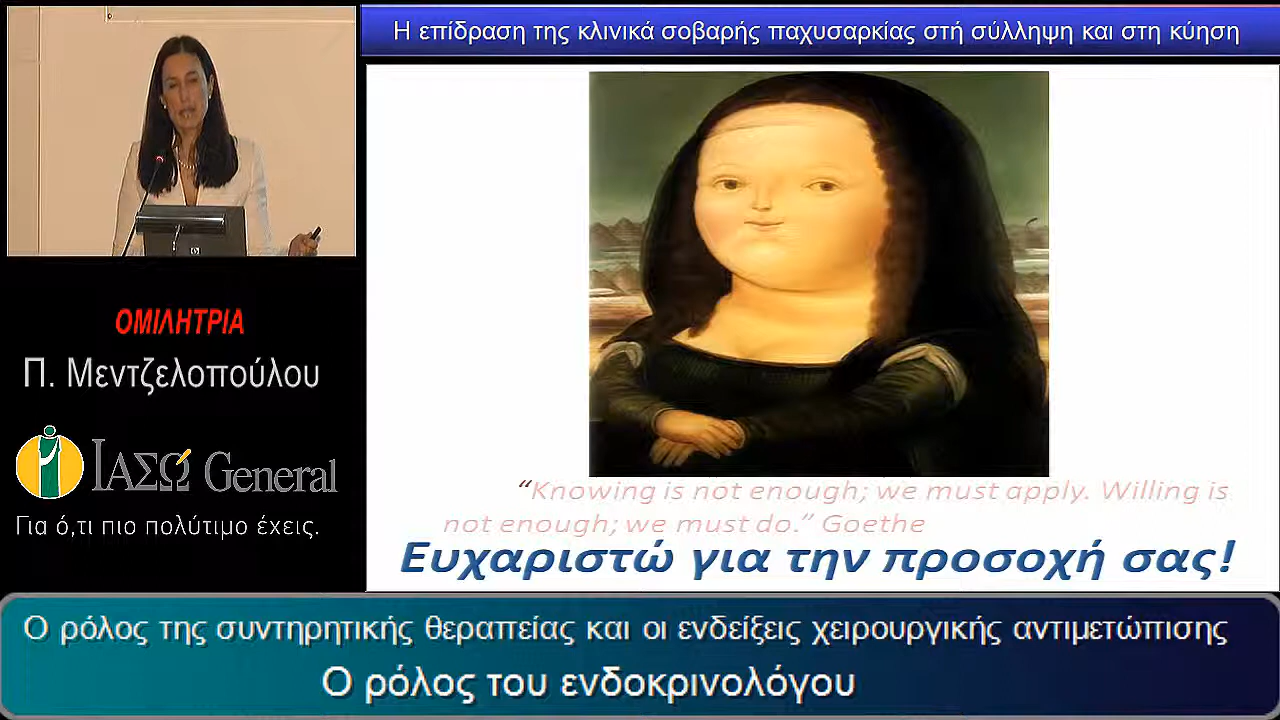 Η επίδραση της κλινικά σοβαρής παχυσαρκίας στή σύλληψη και στη κύηση
ΟΜΙΛΗΤΡΙΑ
Π. Μεντζελοπούλου
ΙΑΣΩ General
Για ό,τι πιο πολύτιμο έχεις.
“Knowing is not enough; we must apply. Willing is
not enough; we must do.” Goethe
Ευχαριστώ για την προσοχή σας!
Ο ρόλος της συντηρητικής θεραπείας και οι ενδείξεις χειρουργικής αντιμετώπισης
Ο ρόλος του ενδοκρινολόγου